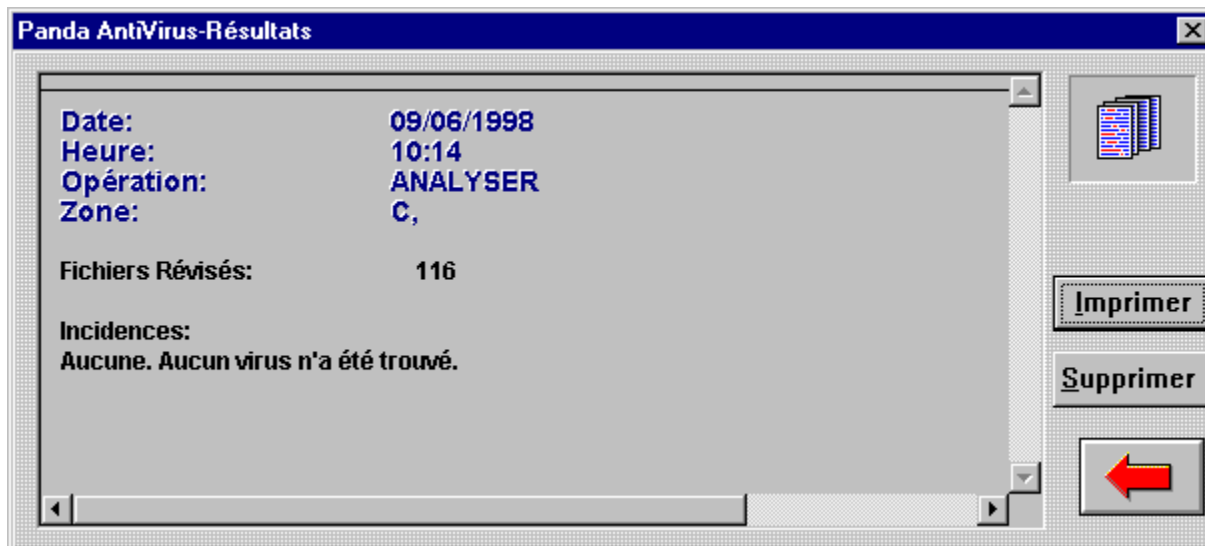 Panda AntiVirus-Résultats
Date: 09/06/1998
Heure: 10:14
Opération: ANALYSER
Zone: C,
Fichiers Révisés: 116
Incidences:
Aucune. Aucun virus n'a été trouvé.
Imprimer
Supprimer